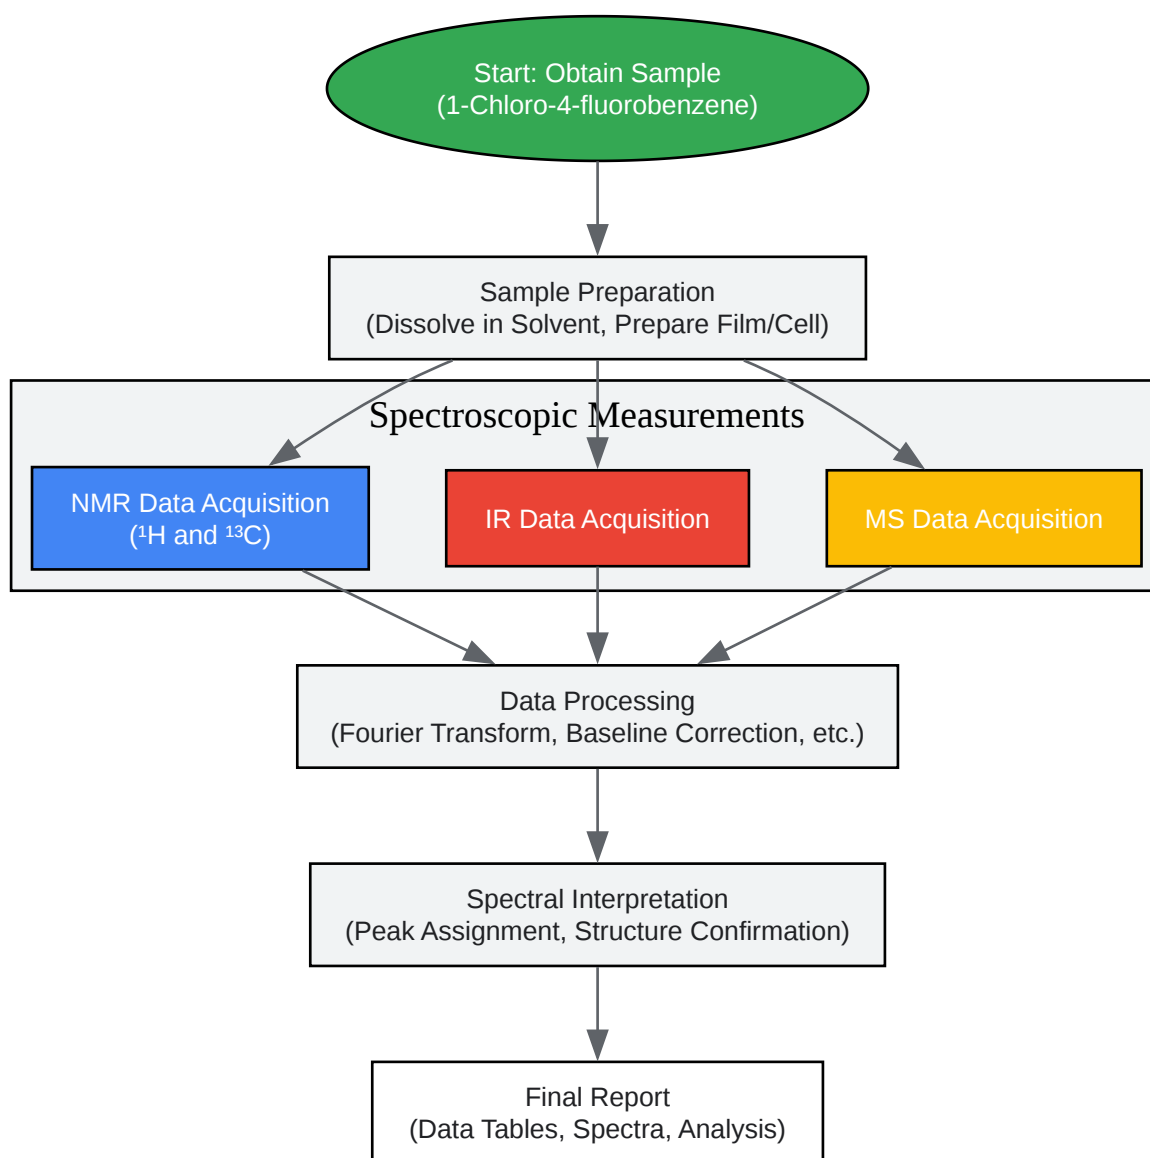 Start: Obtain Sample
(1-Chloro-4-fluorobenzene)
Sample Preparation
(Dissolve in Solvent, Prepare Film/Cell)
Spectroscopic Measurements
NMR Data Acquisition
(¹H and ¹³C)
IR Data Acquisition
MS Data Acquisition
Data Processing
(Fourier Transform, Baseline Correction, etc.)
Spectral Interpretation
(Peak Assignment, Structure Confirmation)
Final Report
(Data Tables, Spectra, Analysis)